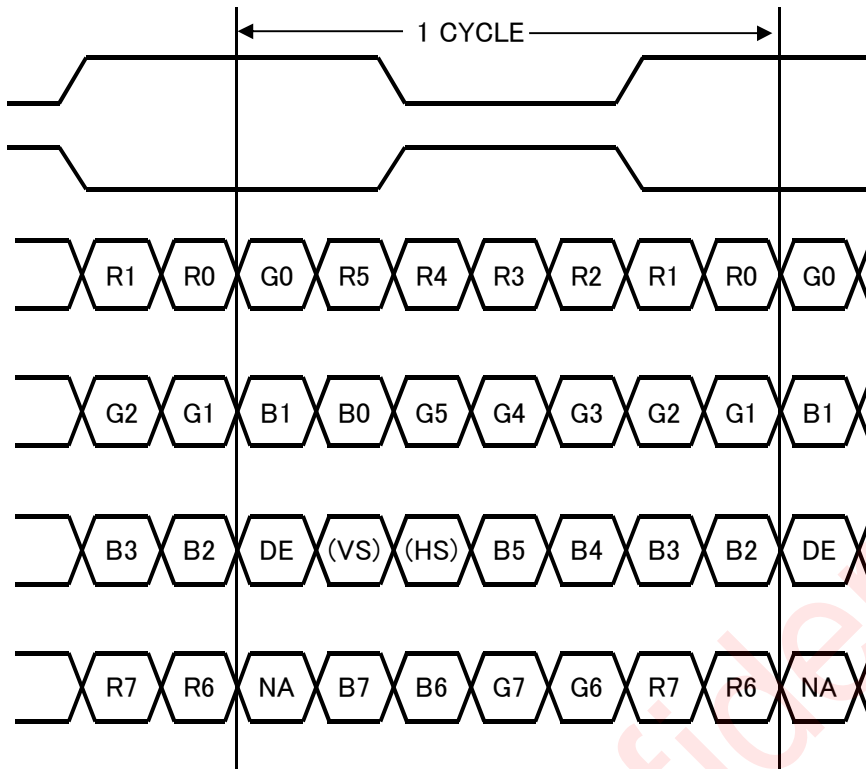 1 CYCLE
R1 R0 G0 R5 R4 R3 R2 R1 R0 G0
G2 G1 B1 B0 G5 G4 G3 G2 G1 B1
B3 B2 DE (VS) (HS) B5 B4 B3 B2 DE
R7 R6 NA B7 B6 G7 G6 R7 R6 NA